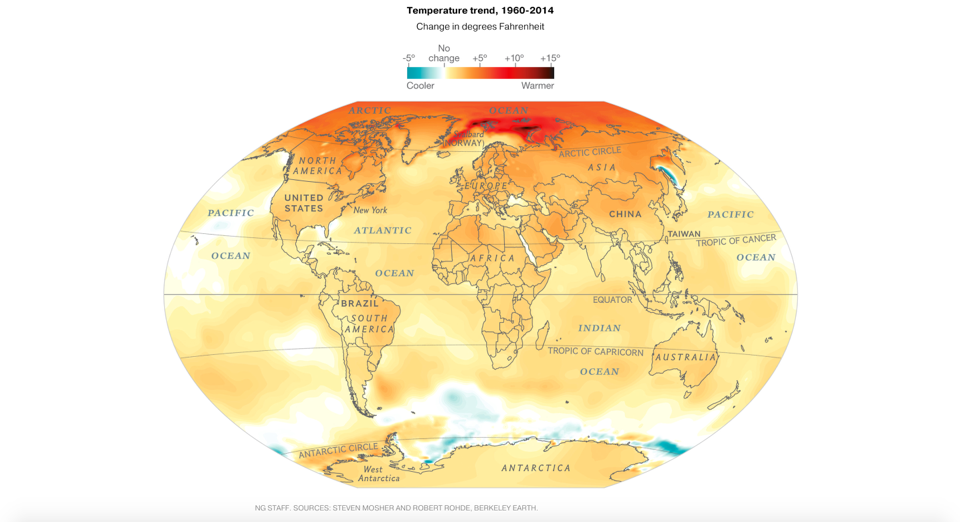 Temperature trend, 1960-2014
Change in degrees Fahrenheit
No
change
-5° +5° +10° +15°
Cooler Warmer
ARCTIC OCEAN
Svalbard
(NORWAY)
ARCTIC CIRCLE
NORTH
AMERICA
ASIA
EUROPE
UNITED
STATES
New York
CHINA
PACIFIC
PACIFIC
ATLANTIC
TAIWAN
TROPIC OF CANCER
OCEAN
AFRICA
OCEAN
OCEAN
EQUATOR
BRAZIL
SOUTH
AMERICA
INDIAN
TROPIC OF CAPRICORN
AUSTRALIA
OCEAN
ANTARCTIC CIRCLE
West
Antarctica
ANTARCTICA
NG STAFF. SOURCES: STEVEN MOSHER AND ROBERT ROHDE, BERKELEY EARTH.